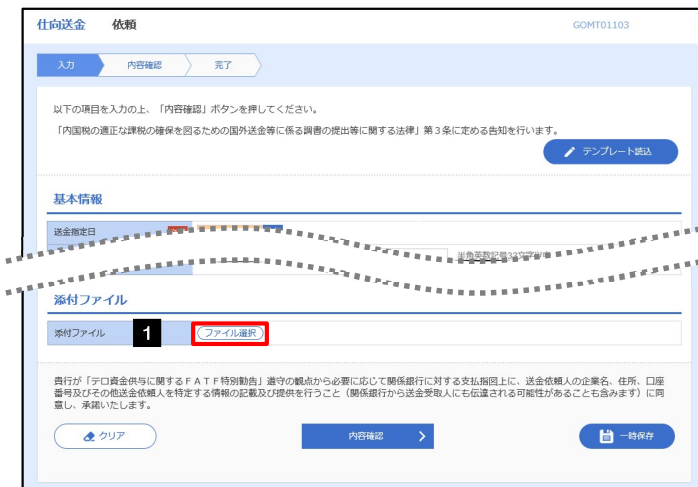 仕向送金 依頼 GOMT01103
入力 内容確認 完了
以下の項目を入力の上、「内容確認」ボタンを押してください。
「内国税の適正な課税の確保を図るための国外送金等に係る調書の提出等に関する法律」第3条に定める告知を行います。
テンプレート読込
基本情報
送金指定日
半角英数記号32文字以内
添付ファイル
添付ファイル 1 ファイル選択
貴行が「テロ資金供与に関するＦＡＴＦ特別勧告」遵守の観点から必要に応じて関係銀行に対する支払指図上に、送金依頼人の企業名、住所、口座
番号及びその他送金依頼人を特定する情報の記載及び提供を行うこと（関係銀行から送金受取人にも伝達される可能性があることも含みます）に同
意し、承諾いたします。
クリア 内容確認 一時保存